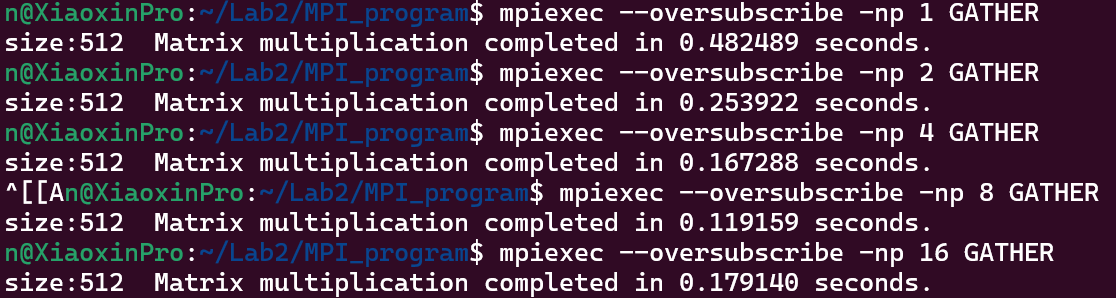 n@XiaoxinPro:~/Lab2/MPI_program$ mpiexec --oversubscribe -np 1 GATHER
size:512  Matrix multiplication completed in 0.482489 seconds.
n@XiaoxinPro:~/Lab2/MPI_program$ mpiexec --oversubscribe -np 2 GATHER
size:512  Matrix multiplication completed in 0.253922 seconds.
n@XiaoxinPro:~/Lab2/MPI_program$ mpiexec --oversubscribe -np 4 GATHER
size:512  Matrix multiplication completed in 0.167288 seconds.
^[[An@XiaoxinPro:~/Lab2/MPI_program$ mpiexec --oversubscribe -np 8 GATHER
size:512  Matrix multiplication completed in 0.119159 seconds.
n@XiaoxinPro:~/Lab2/MPI_program$ mpiexec --oversubscribe -np 16 GATHER
size:512  Matrix multiplication completed in 0.179140 seconds.